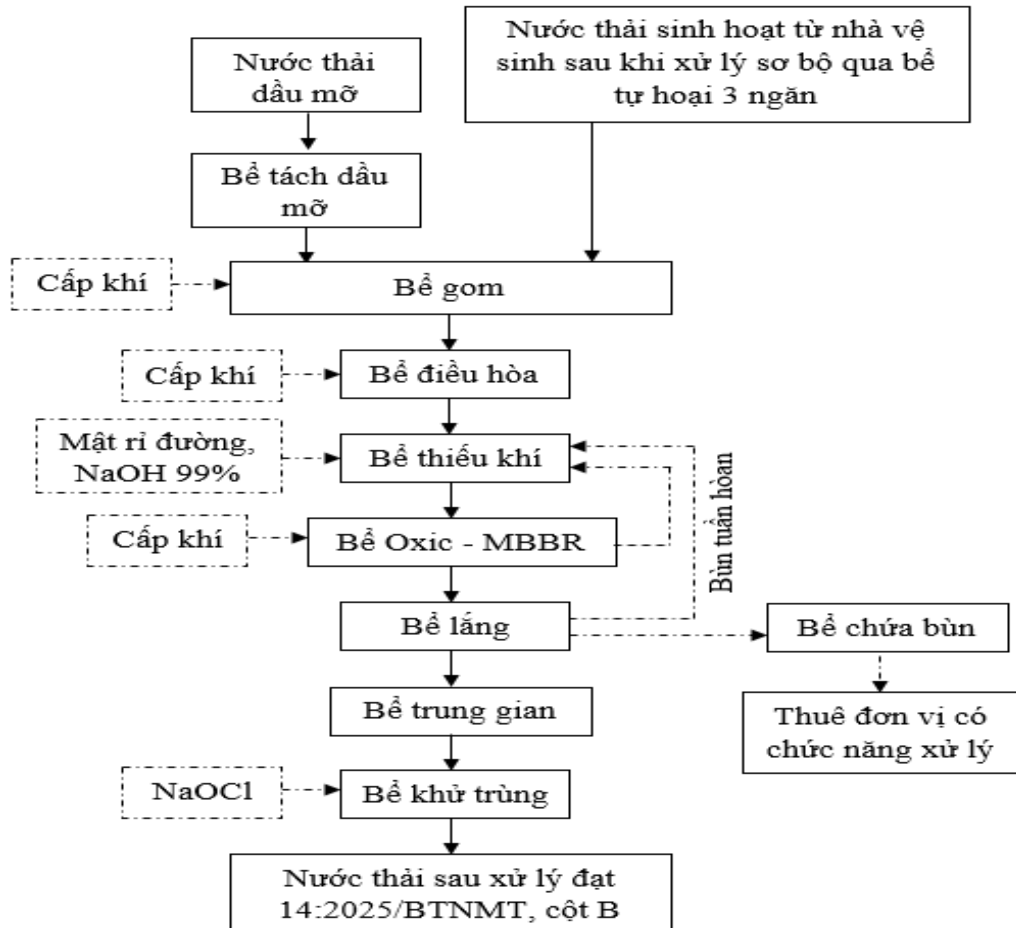 Nước thải
dầu mỡ
Nước thải sinh hoạt từ nhà vệ
sinh sau khi xử lý sơ bộ qua bể
tự hoại 3 ngăn
Bể tách dầu
mỡ
Cấp khí
Bể gom
Cấp khí
Bể điều hòa
Mật rỉ đường,
NaOH 99%
Bể thiếu khí
Cấp khí
Bể Oxic - MBBR
Bùn tuần hòan
Bể lắng
Bể chứa bùn
Bể trung gian
Thuê đơn vị có
chức năng xử lý
NaOCl
Bể khử trùng
Nước thải sau xử lý đạt
14:2025/BTNMT, cột B